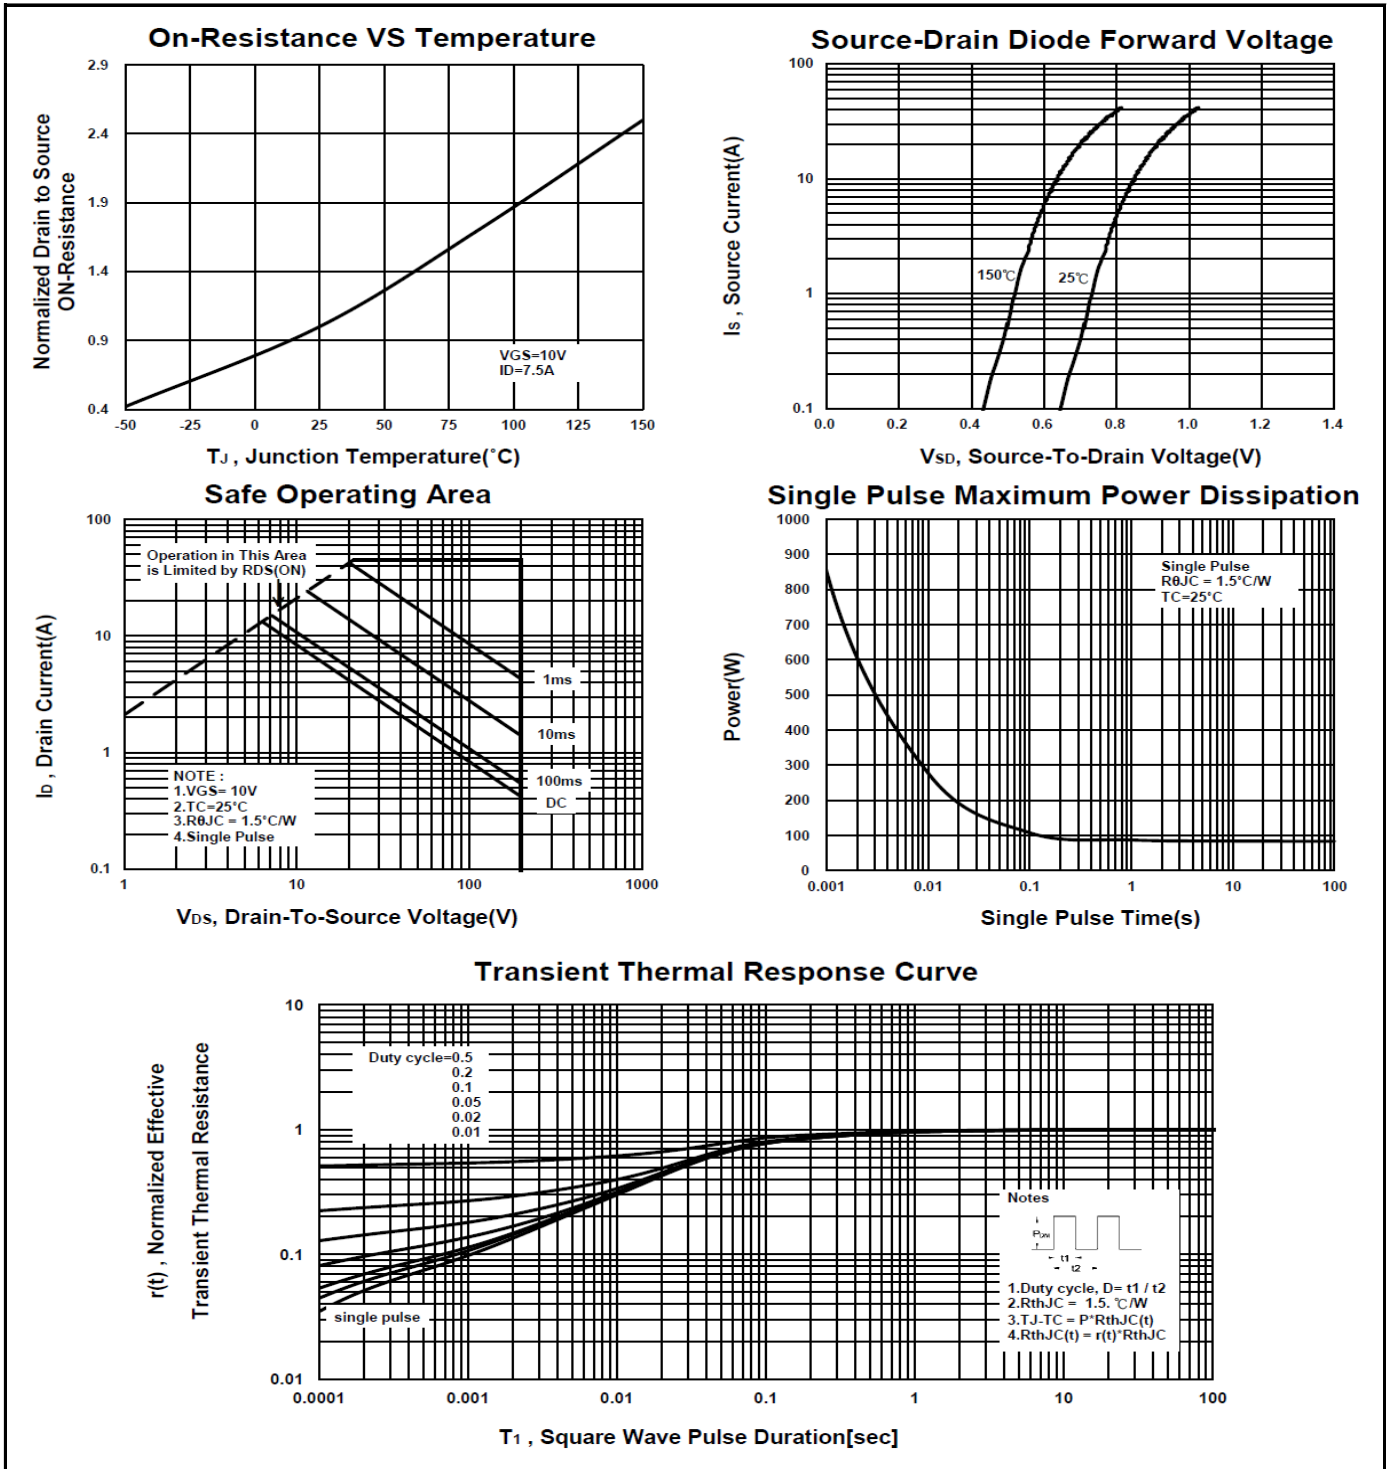 On-Resistance VS Temperature
Normalized Drain to Source
ON-Resistance
2.9
2.4
1.9
1.4
0.9
0.4
VGS=10V
ID=7.5A
-50 -25 0 25 50 75 100 125 150
TJ , Junction Temperature(°C)
Source-Drain Diode Forward Voltage
IS , Source Current(A)
100
10
1
0.1
150℃
25℃
0.0 0.2 0.4 0.6 0.8 1.0 1.2 1.4
VSD, Source-To-Drain Voltage(V)
Safe Operating Area
ID , Drain Current(A)
100
10
1
0.1
Operation in This Area
is Limited by RDS(ON)
1ms
10ms
100ms
DC
NOTE :
1.VGS= 10V
2.TC=25°C
3.RθJC = 1.5°C/W
4.Single Pulse
1 10 100 1000
VDS, Drain-To-Source Voltage(V)
Single Pulse Maximum Power Dissipation
Power(W)
1000
900
800
700
600
500
400
300
200
100
0
Single Pulse
RθJC = 1.5°C/W
TC=25°C
0.001 0.01 0.1 1 10 100
Single Pulse Time(s)
Transient Thermal Response Curve
r(t) , Normalized Effective
Transient Thermal Resistance
10
1
0.1
0.01
Duty cycle=0.5
0.2
0.1
0.05
0.02
0.01
single pulse
Notes
PDM
t1
t2
1.Duty cycle, D= t1 / t2
2.RthJC = 1.5. ℃/W
3.TJ-TC = P*RthJC(t)
4.RthJC(t) = r(t)*RthJC
0.0001 0.001 0.01 0.1 1 10 100
T1 , Square Wave Pulse Duration[sec]